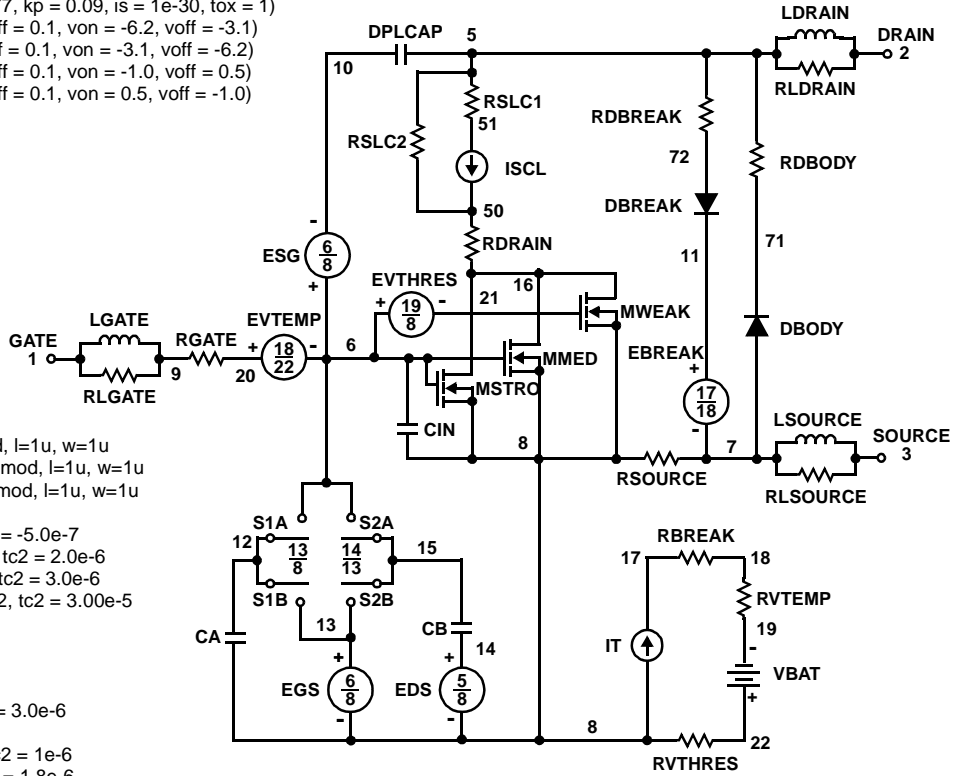 7, kp = 0.09, is = 1e-30, tox = 1)
ff = 0.1, von = -6.2, voff = -3.1)
f = 0.1, von = -3.1, voff = -6.2)
ff = 0.1, von = -1.0, voff = 0.5)
ff = 0.1, von = 0.5, voff = -1.0)
LDRAIN
DPLCAP 5 DRAIN
10 2
RLDRAIN
RSLC1
RDBREAK
51
RSLC2
72 RDBODY
ISCL
DBREAK
50
RDRAIN
71
11
ESG 6
8
EVTHRES
16
21
19
8
MWEAK
LGATE EVTEMP
DBODY
GATE RGATE
6
1
18
22
EBREAK
MMED
9 20
MSTRO
RLGATE
17
18
LSOURCE
CIN
SOURCE
8 7
3
RSOURCE
RLSOURCE
d, l=1u, w=1u
mod, l=1u, w=1u
mod, l=1u, w=1u
= -5.0e-7
tc2 = 2.0e-6
tc2 = 3.0e-6
2, tc2 = 3.00e-5
S1A S2A
12 13
8
14
13
15
S1B S2B
13
RBREAK
17 18
RVTEMP
CB
19
CA
14
IT
VBAT
EGS 6
8
EDS 5
8
= 3.0e-6
8
22
RVTHRES
c2 = 1e-6
= 1.8e-6